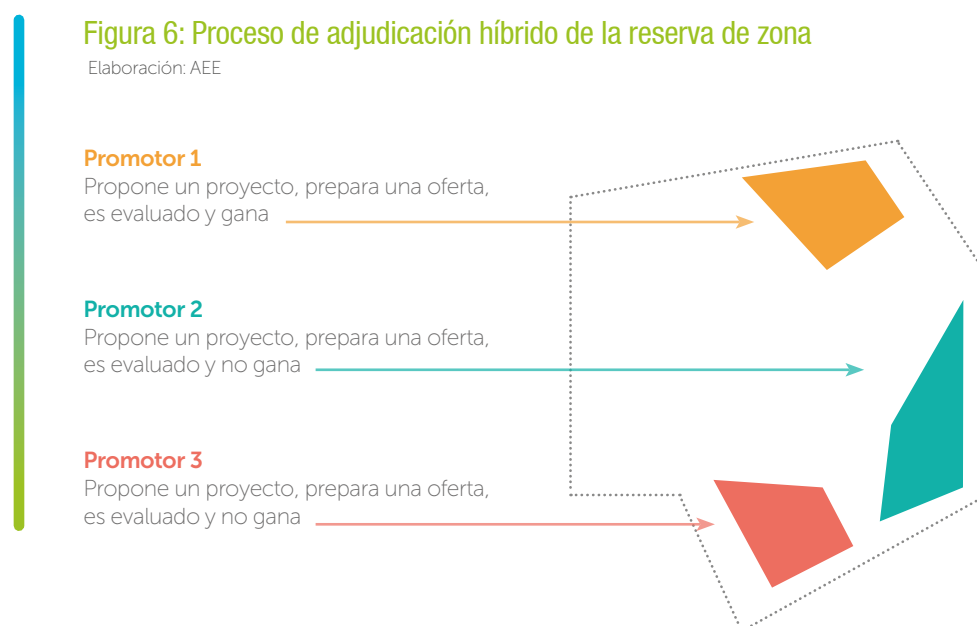 Figura 6: Proceso de adjudicación híbrido de la reserva de zona
Elaboración: AEE
Promotor 1
Propone un proyecto, prepara una oferta,
es evaluado y gana
Promotor 2
Propone un proyecto, prepara una oferta,
es evaluado y no gana
Promotor 3
Propone un proyecto, prepara una oferta,
es evaluado y no gana